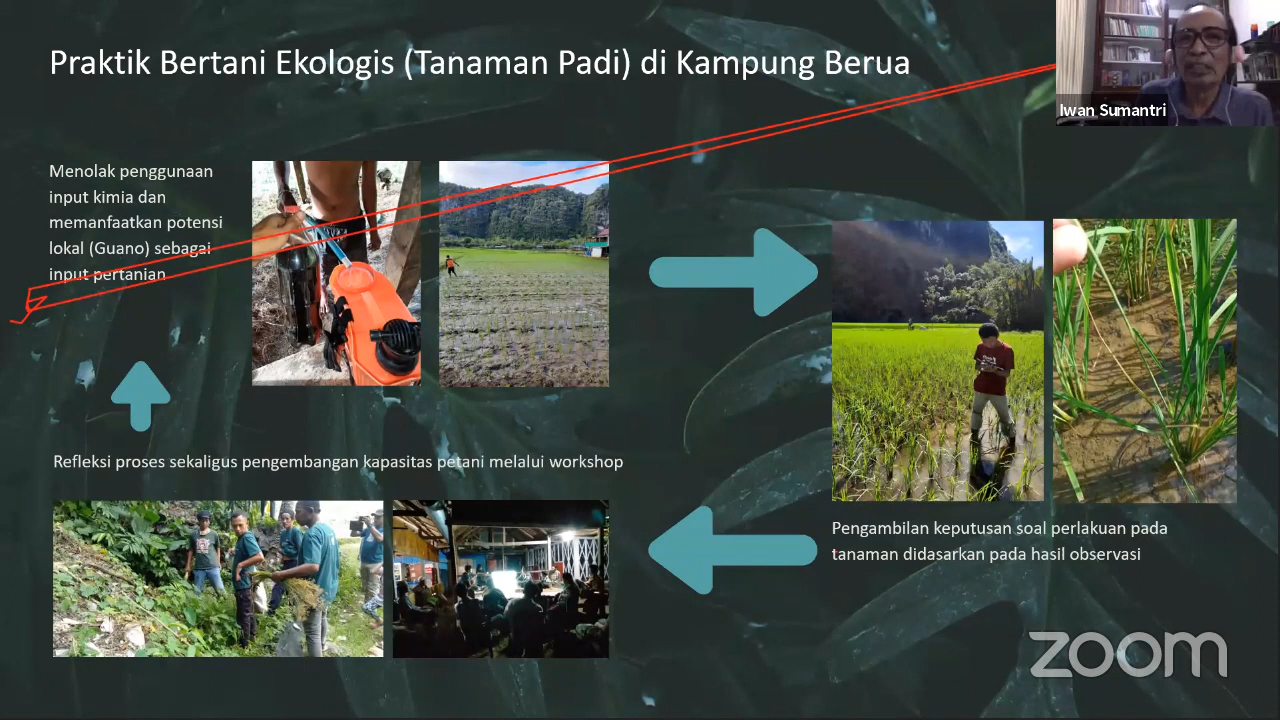 Praktik Bertani Ekologis (Tanaman Padi) di Kampung Berua
Iwan Sumantri
Menolak penggunaan
input kimia dan
memanfaatkan potensi
lokal (Guano) sebagai
input pertanian
Refleksi proses sekaligus pengembangan kapasitas petani melalui workshop
Pengambilan keputusan soal perlakuan pada
tanaman didasarkan pada hasil observasi
zoom